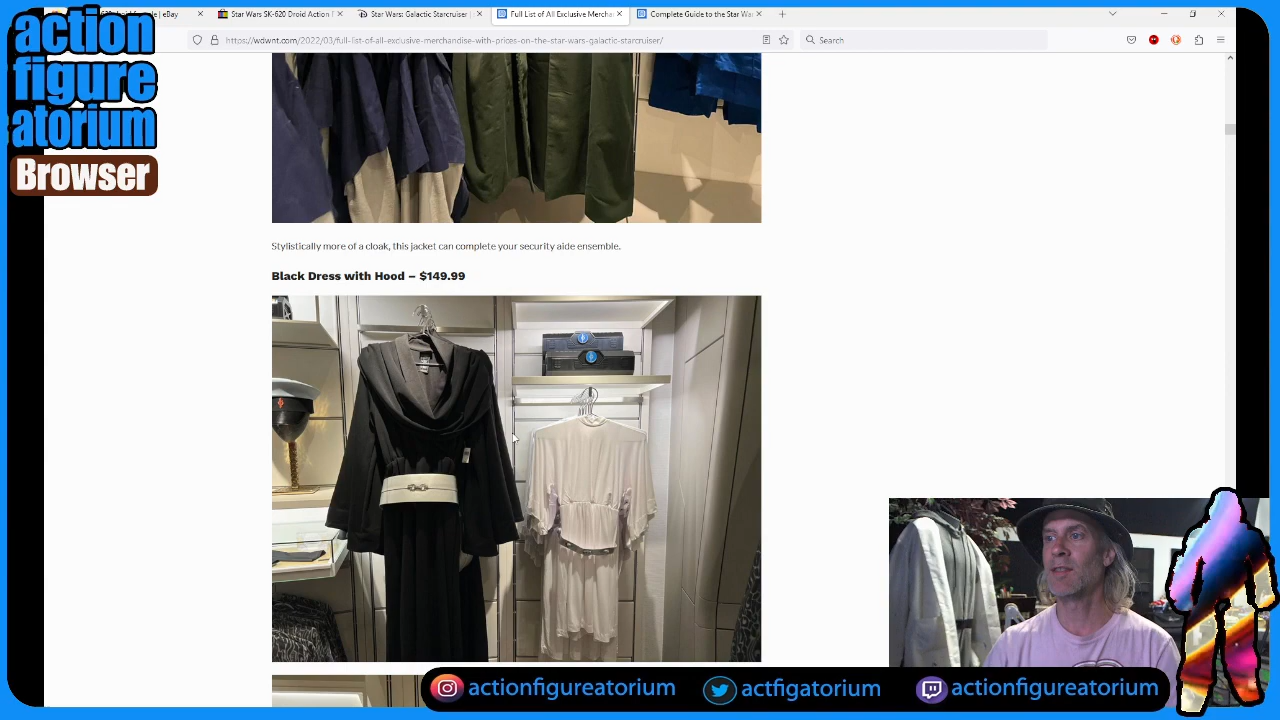 eBay
Star Wars SK-620 Droid Action
Star Wars: Galactic Starcruiser
Full List of All Exclusive Mercha
Complete Guide to the Star Wa
https://wdwnt.com/2022/03/full-list-of-all-exclusive-merchandise-with-prices-on-the-star-wars-galactic-starcruiser/
Search
action
figure
atorium
Browser
Stylistically more of a cloak, this jacket can complete your security aide ensemble.
Black Dress with Hood – $149.99
actionfigureatorium
actfigatorium
actionfigureatorium